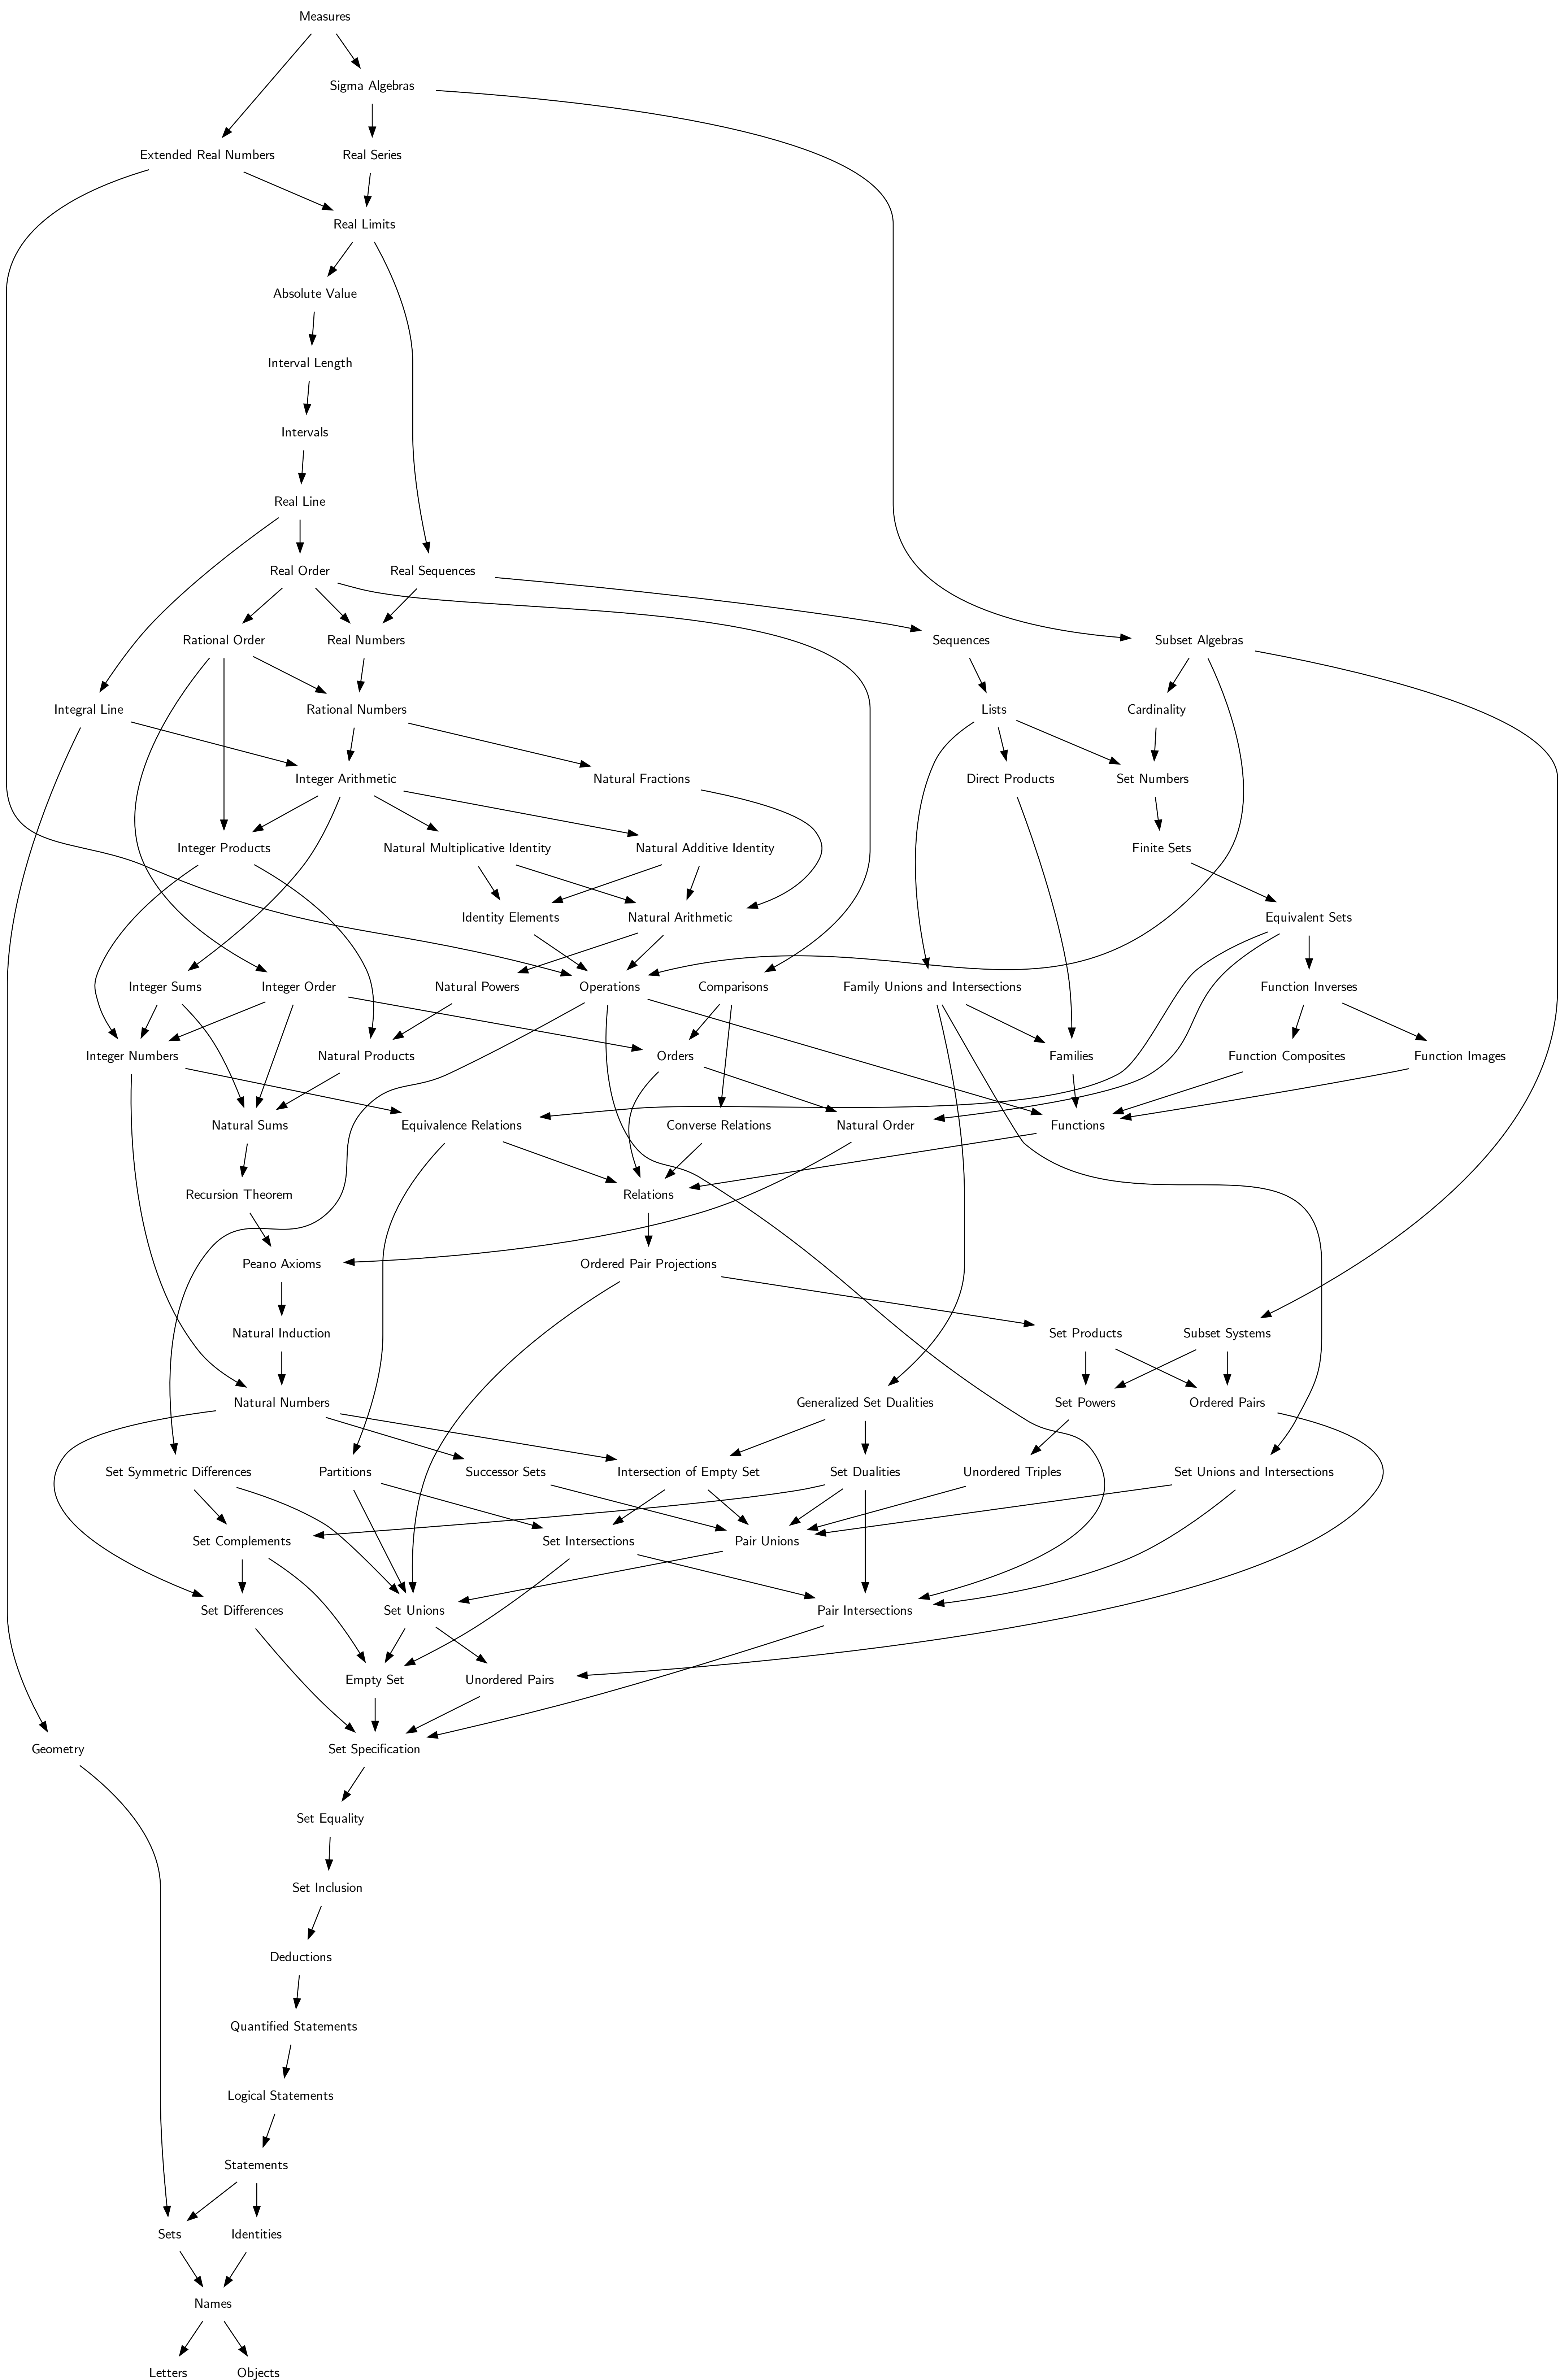 Measures
Sigma Algebras
Extended Real Numbers
Real Series
Real Limits
Absolute Value
Interval Length
Intervals
Real Line
Real Order
Real Sequences
Rational Order
Real Numbers
Sequences
Subset Algebras
Integral Line
Rational Numbers
Lists
Cardinality
Integer Arithmetic
Natural Fractions
Direct Products
Set Numbers
Integer Products
Natural Multiplicative Identity
Natural Additive Identity
Finite Sets
Identity Elements
Natural Arithmetic
Equivalent Sets
Integer Sums
Integer Order
Natural Powers
Operations
Comparisons
Family Unions and Intersections
Function Inverses
Integer Numbers
Natural Products
Orders
Families
Function Composites
Function Images
Natural Sums
Equivalence Relations
Converse Relations
Natural Order
Functions
Recursion Theorem
Relations
Peano Axioms
Ordered Pair Projections
Natural Induction
Set Products
Subset Systems
Natural Numbers
Generalized Set Dualities
Set Powers
Ordered Pairs
Set Symmetric Differences
Partitions
Successor Sets
Intersection of Empty Set
Set Dualities
Unordered Triples
Set Unions and Intersections
Set Complements
Set Intersections
Pair Unions
Set Differences
Set Unions
Pair Intersections
Empty Set
Unordered Pairs
Geometry
Set Specification
Set Equality
Set Inclusion
Deductions
Quantified Statements
Logical Statements
Statements
Sets
Identities
Names
Letters
Objects